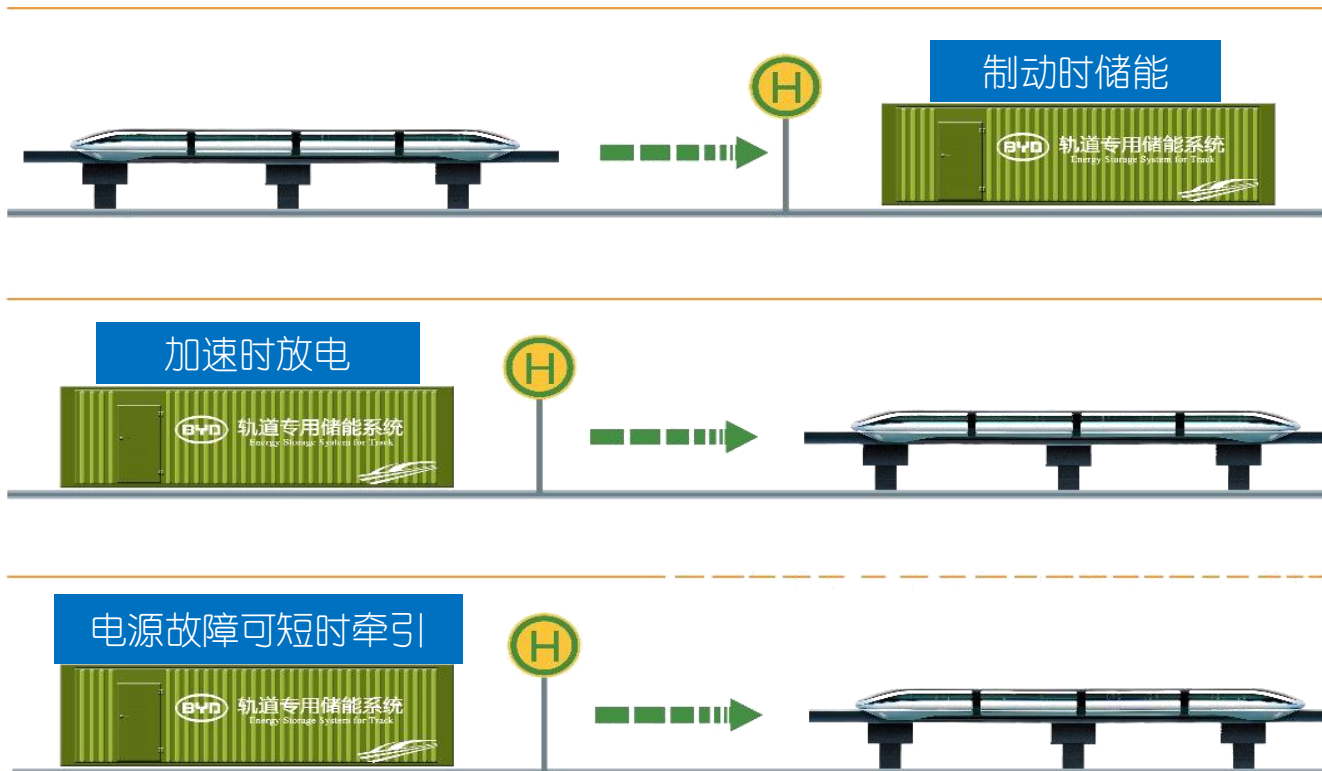 制动时储能
H
BYD 轨道专用储能系统
Energy Storage System for Track
加速时放电
H
BYD 轨道专用储能系统
Energy Storage System for Track
电源故障可短时牵引
H
BYD 轨道专用储能系统
Energy Storage System for Track